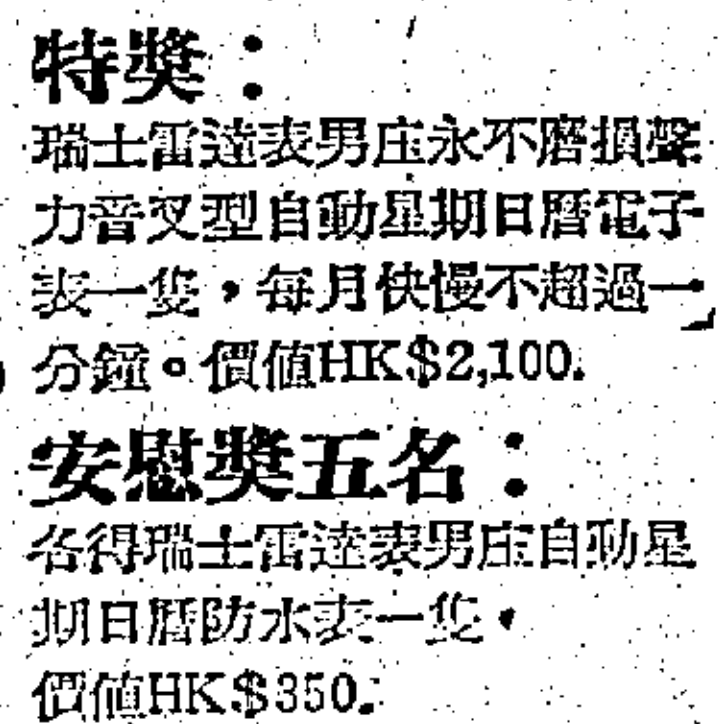 特獎：
瑞士雷達表男庄永不磨損聲
力音叉型自動星期日曆電子
表一隻，每月快慢不超過一
分鐘。價值HK$2,100.
安慰獎五名：
各得瑞士雷達表男庄自動星
期日曆防水表一隻，
價值HK$350.